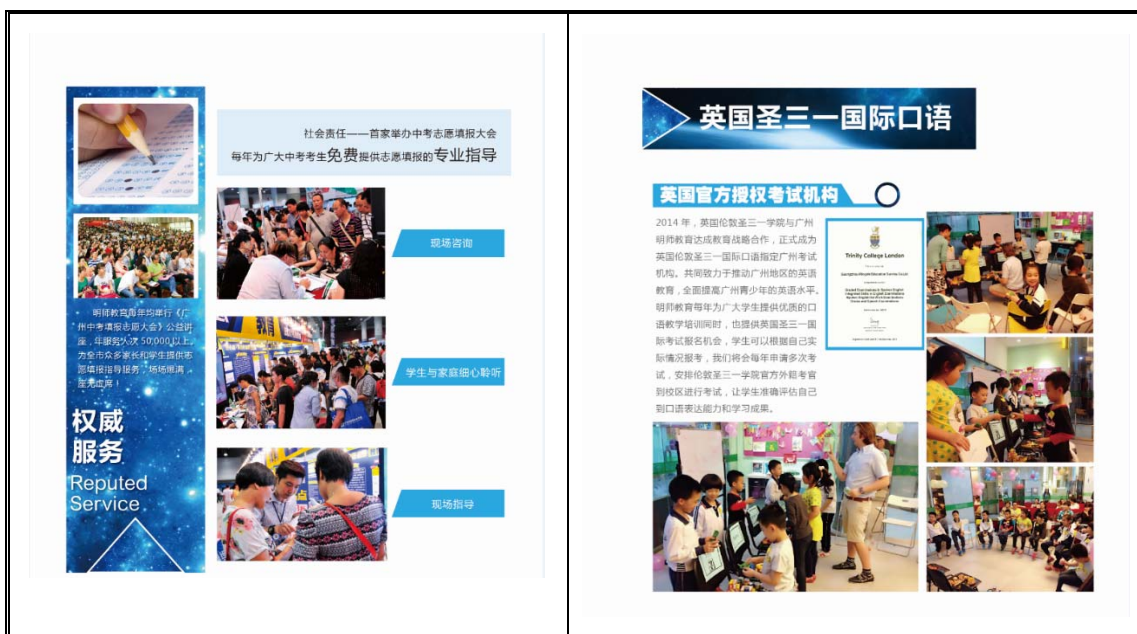 社会责任——首家举办中考志愿填报大会
每年为广大中考考生免费提供志愿填报的专业指导
现场咨询
学生与家庭细心聆听
现场指导
明师教育每年均举行《广
州中考填报志愿大会》公益讲
座，年服务人次 50,000 以上，
为全市众多家长和学生提供志
愿填报指导服务，场场爆满，
座无虚席！
权威
服务
Reputed
Service
英国圣三一国际口语
英国官方授权考试机构
2014 年，英国伦敦圣三一学院与广州
明师教育达成教育战略合作，正式成为
英国伦敦圣三一国际口语指定广州考试
机构。共同致力于推动广州地区的英语
教育，全面提高广州青少年的英语水平。
明师教育每年为广大学生提供优质的口
语教学培训同时，也提供英国圣三一国
际考试报名机会，学生可以根据自己实
际情况报考，我们将会每年申请多次考
试，安排伦敦圣三一学院官方外聘考官
到校区进行考试，让学生准确评估自己
到口语表达能力和学习成果。
Trinity College London